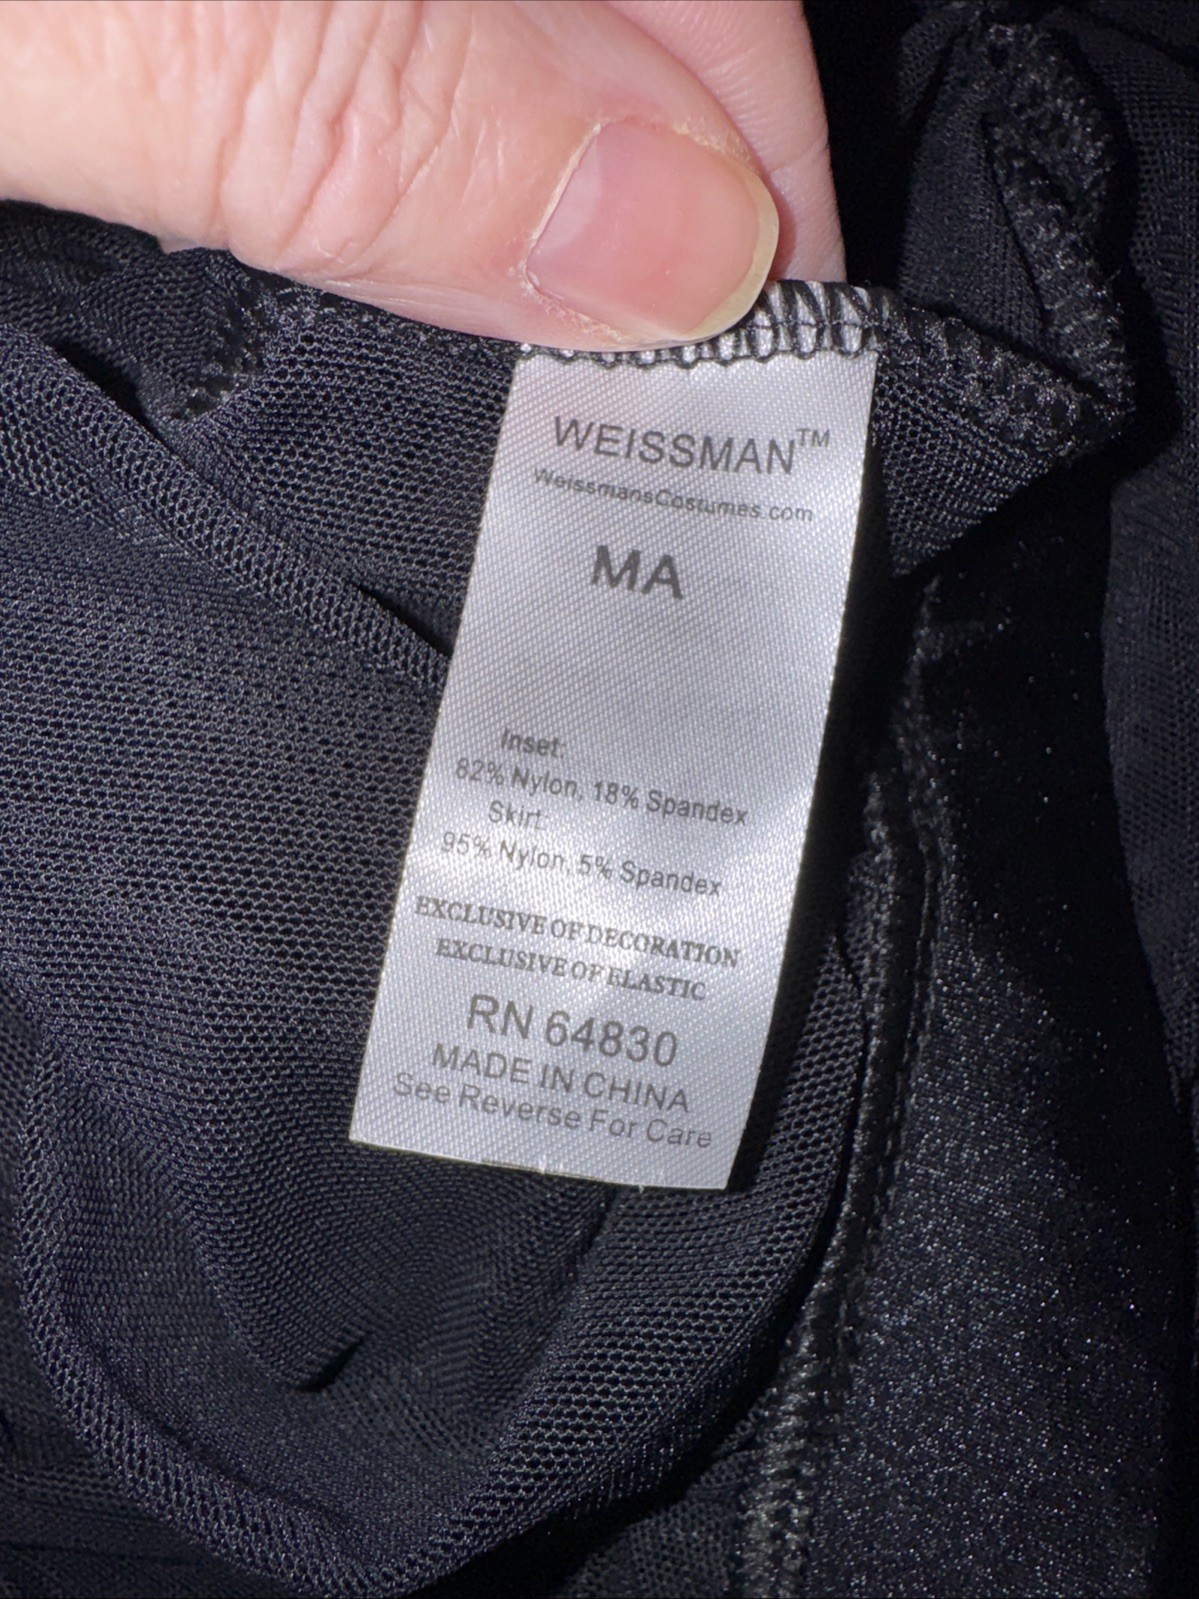 WEISSMAN™
WeissmansCostumes.com
MA
Inset:
82% Nylon, 18% Spandex
Skirt:
95% Nylon, 5% Spandex
EXCLUSIVE OF DECORATION
EXCLUSIVE OF ELASTIC
RN 64830
MADE IN CHINA
See Reverse For Care